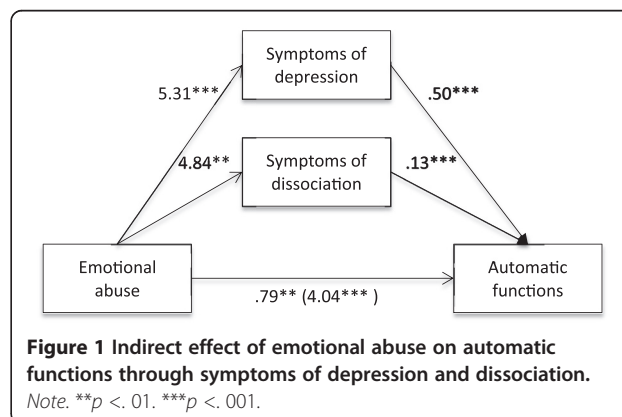 Symptoms of
depression
5.31***
.50***
4.84**
Symptoms of
dissociation
.13***
Emotional
abuse
Automatic
functions
.79** (4.04*** )
Figure 1 Indirect effect of emotional abuse on automatic
functions through symptoms of depression and dissociation.
Note. **p <. 01. ***p <. 001.